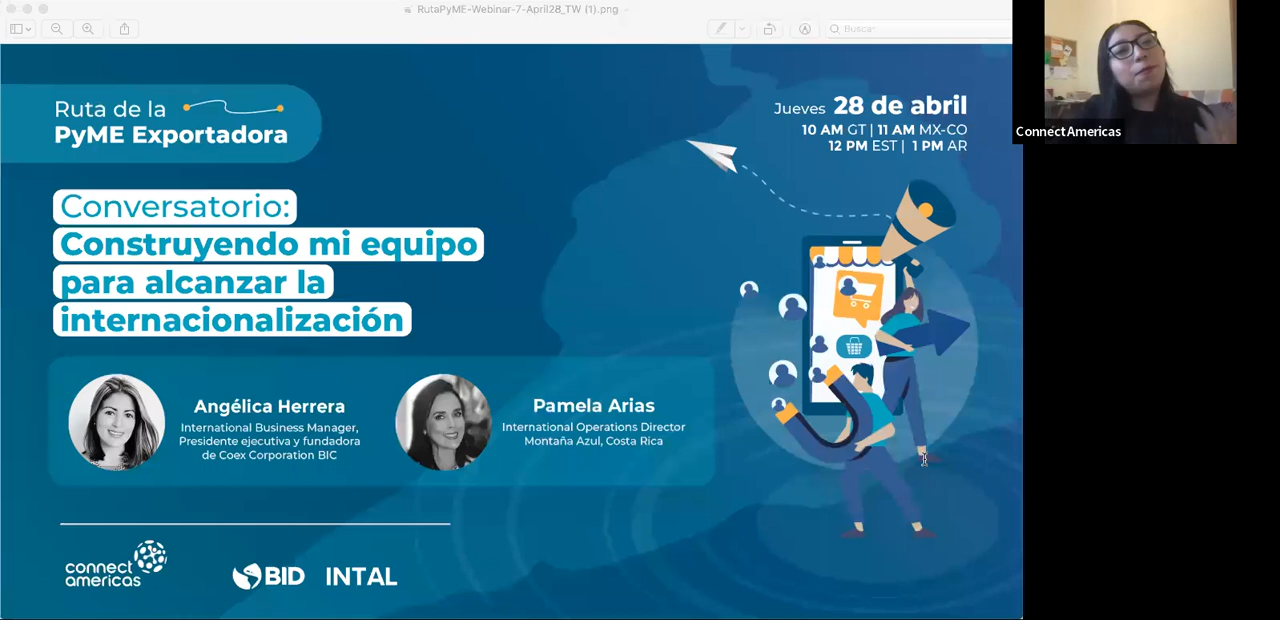 RutaPyME-Webinar-7-April28_TW (1).png
Buscar
Ruta de la
PyME Exportadora
Jueves 28 de abril
10 AM GT | 11 AM MX-CO
12 PM EST | 1 PM AR
ConnectAmericas
Conversatorio:
Construyendo mi equipo
para alcanzar la
internacionalización
Angélica Herrera
International Business Manager,
Presidente ejecutiva y fundadora
de Coex Corporation BIC
Pamela Arias
International Operations Director
Montaña Azul, Costa Rica
connect
americas
BID INTAL